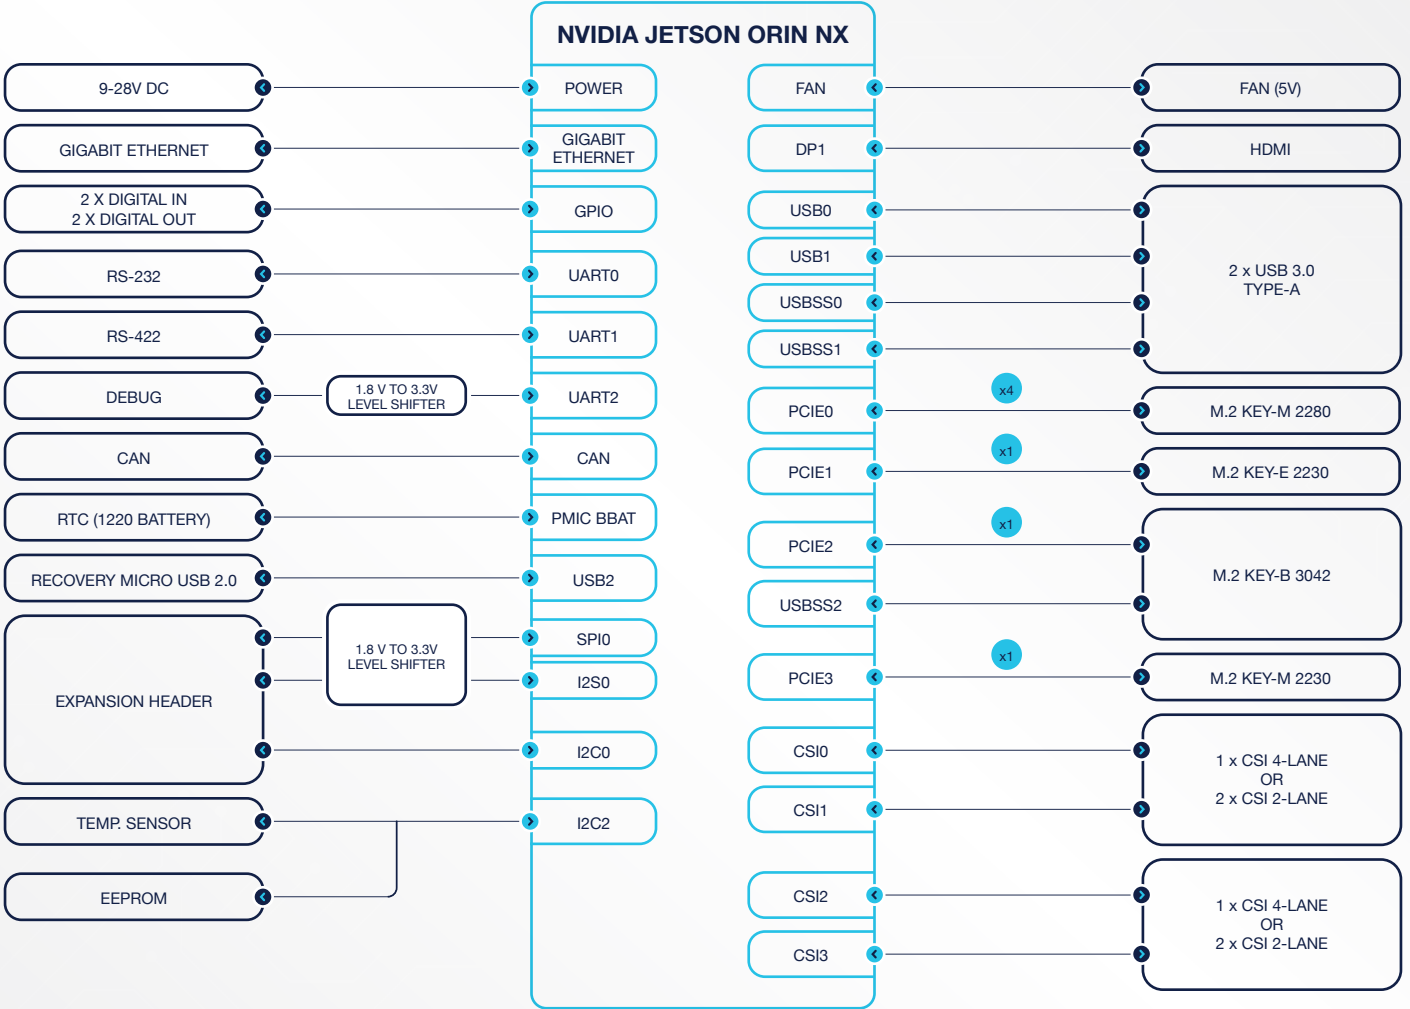 NVIDIA JETSON ORIN NX
9-28V DC
POWER
FAN
FAN (5V)
GIGABIT ETHERNET
GIGABIT
ETHERNET
DP1
HDMI
2 X DIGITAL IN
2 X DIGITAL OUT
GPIO
USB0
USB1
USBSS0
USBSS1
2 x USB 3.0
TYPE-A
RS-232
UART0
RS-422
UART1
DEBUG
1.8 V TO 3.3V
LEVEL SHIFTER
UART2
PCIE0
x4
M.2 KEY-M 2280
CAN
CAN
PCIE1
x1
M.2 KEY-E 2230
RTC (1220 BATTERY)
PMIC BBAT
PCIE2
x1
USBSS2
M.2 KEY-B 3042
RECOVERY MICRO USB 2.0
USB2
EXPANSION HEADER
1.8 V TO 3.3V
LEVEL SHIFTER
SPI0
I2S0
I2C0
PCIE3
x1
M.2 KEY-M 2230
CSI0
CSI1
1 x CSI 4-LANE
OR
2 x CSI 2-LANE
TEMP. SENSOR
I2C2
EEPROM
CSI2
CSI3
1 x CSI 4-LANE
OR
2 x CSI 2-LANE